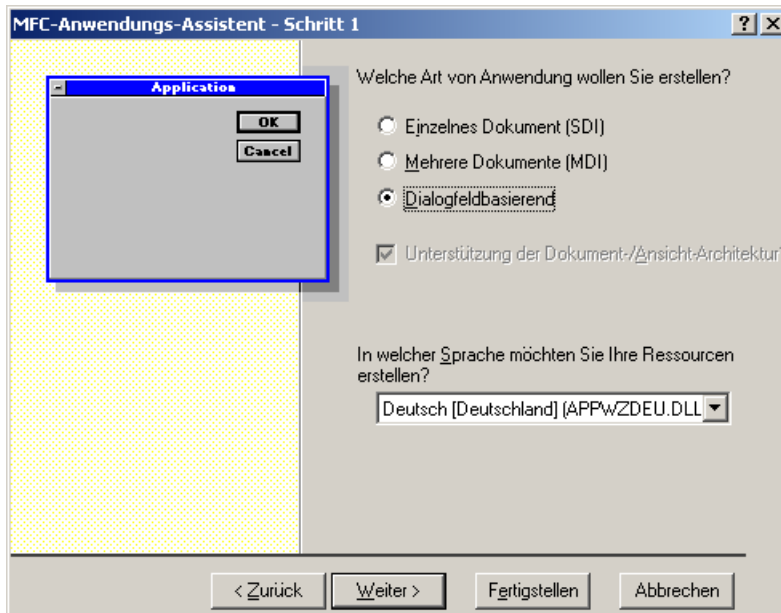 MFC-Anwendungs-Assistent - Schritt 1
Application
OK
Cancel
Welche Art von Anwendung wollen Sie erstellen?
Einzelnes Dokument (SDI)
Mehrere Dokumente (MDI)
Dialogfeldbasierend
Unterstützung der Dokument-/Ansicht-Architektur?
In welcher Sprache möchten Sie Ihre Ressourcen
erstellen?
Deutsch [Deutschland] (APPWZDEU.DLL
< Zurück
Weiter >
Fertigstellen
Abbrechen